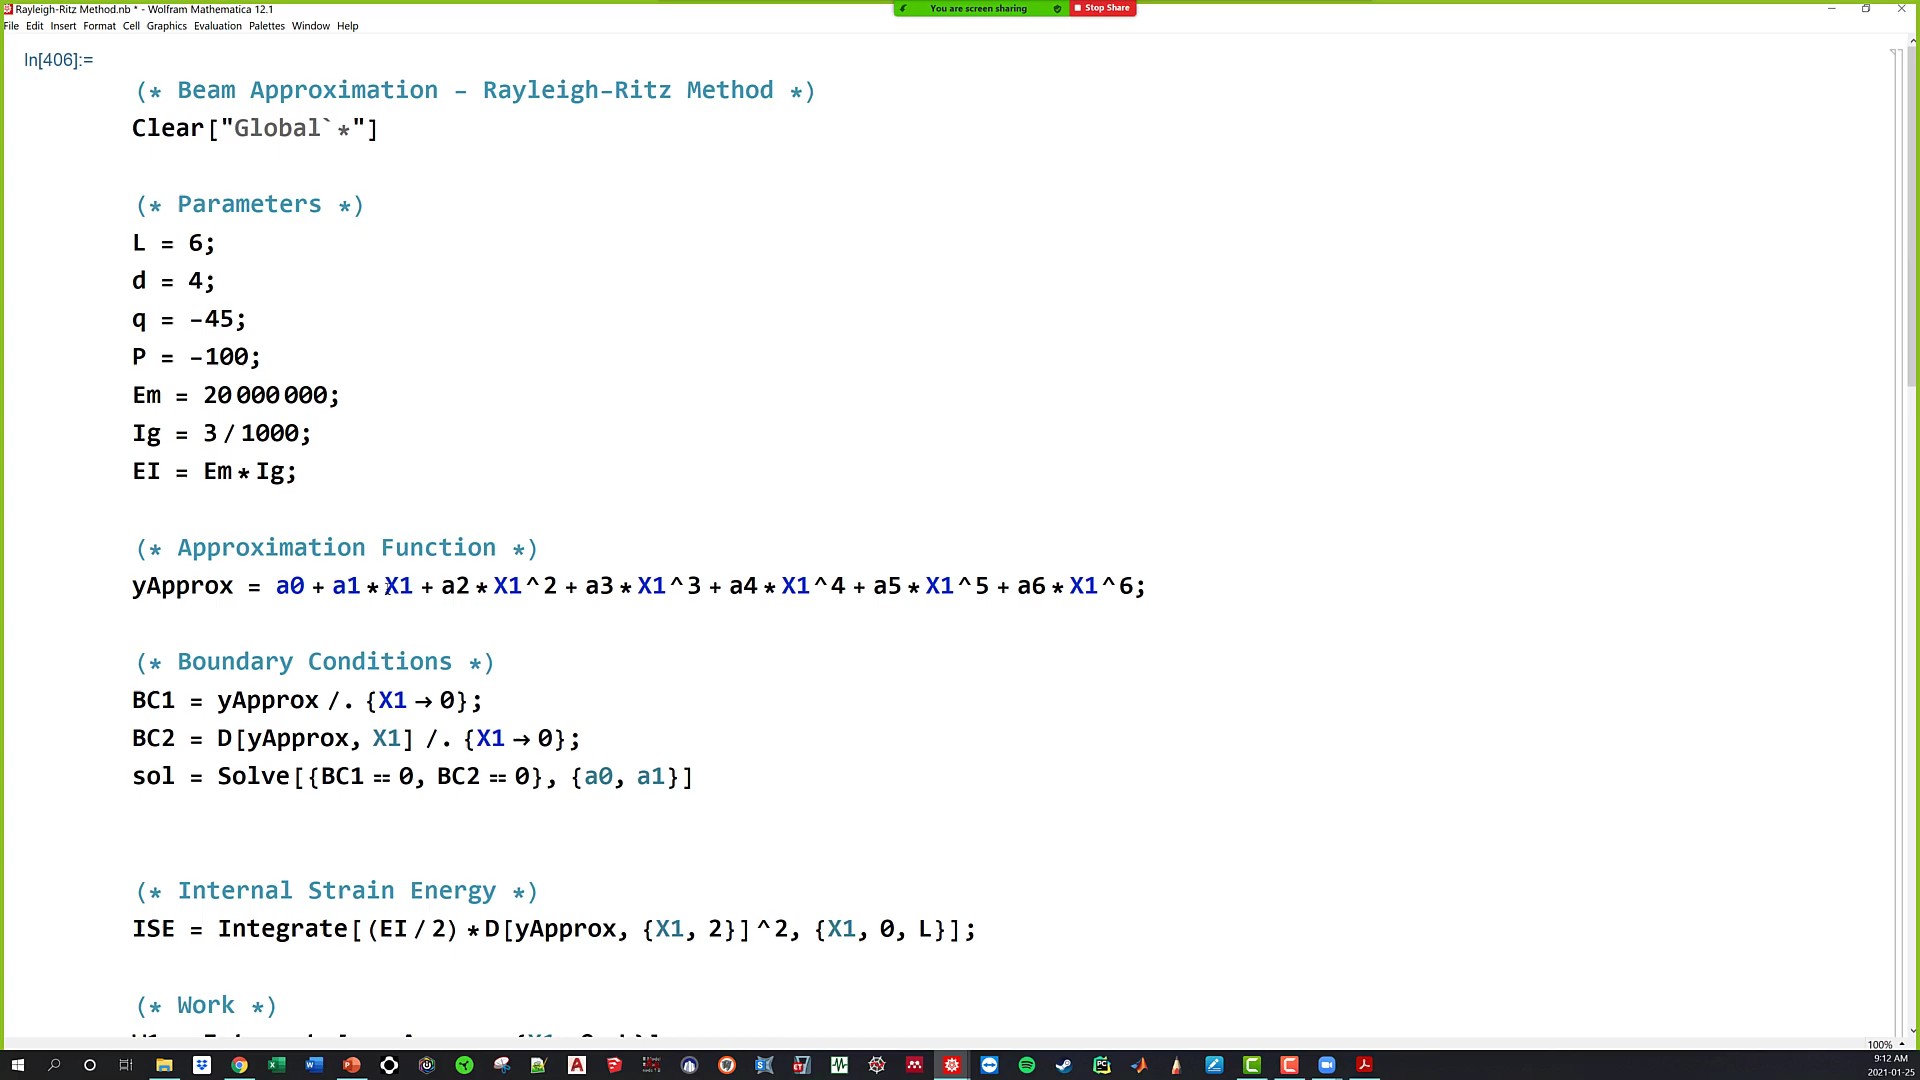 Rayleigh-Ritz Method.nb * - Wolfram Mathematica 12.1
You are screen sharing Stop Share
File Edit Insert Format Cell Graphics Evaluation Palettes Window Help
In[406]:=
(* Beam Approximation - Rayleigh-Ritz Method *)
Clear["Global`*"]
(* Parameters *)
L = 6;
d = 4;
q = -45;
P = -100;
Em = 20 000 000;
Ig = 3 / 1000;
EI = Em * Ig;
(* Approximation Function *)
yApprox = a0 + a1 * X1 + a2 * X1^2 + a3 * X1^3 + a4 * X1^4 + a5 * X1^5 + a6 * X1^6;
(* Boundary Conditions *)
BC1 = yApprox /. {X1 → 0};
BC2 = D[yApprox, X1] /. {X1 → 0};
sol = Solve[{BC1 == 0, BC2 == 0}, {a0, a1}]
(* Internal Strain Energy *)
ISE = Integrate[(EI / 2) * D[yApprox, {X1, 2}]^2, {X1, 0, L}];
(* Work *)
100%
9:12 AM
2021-01-25